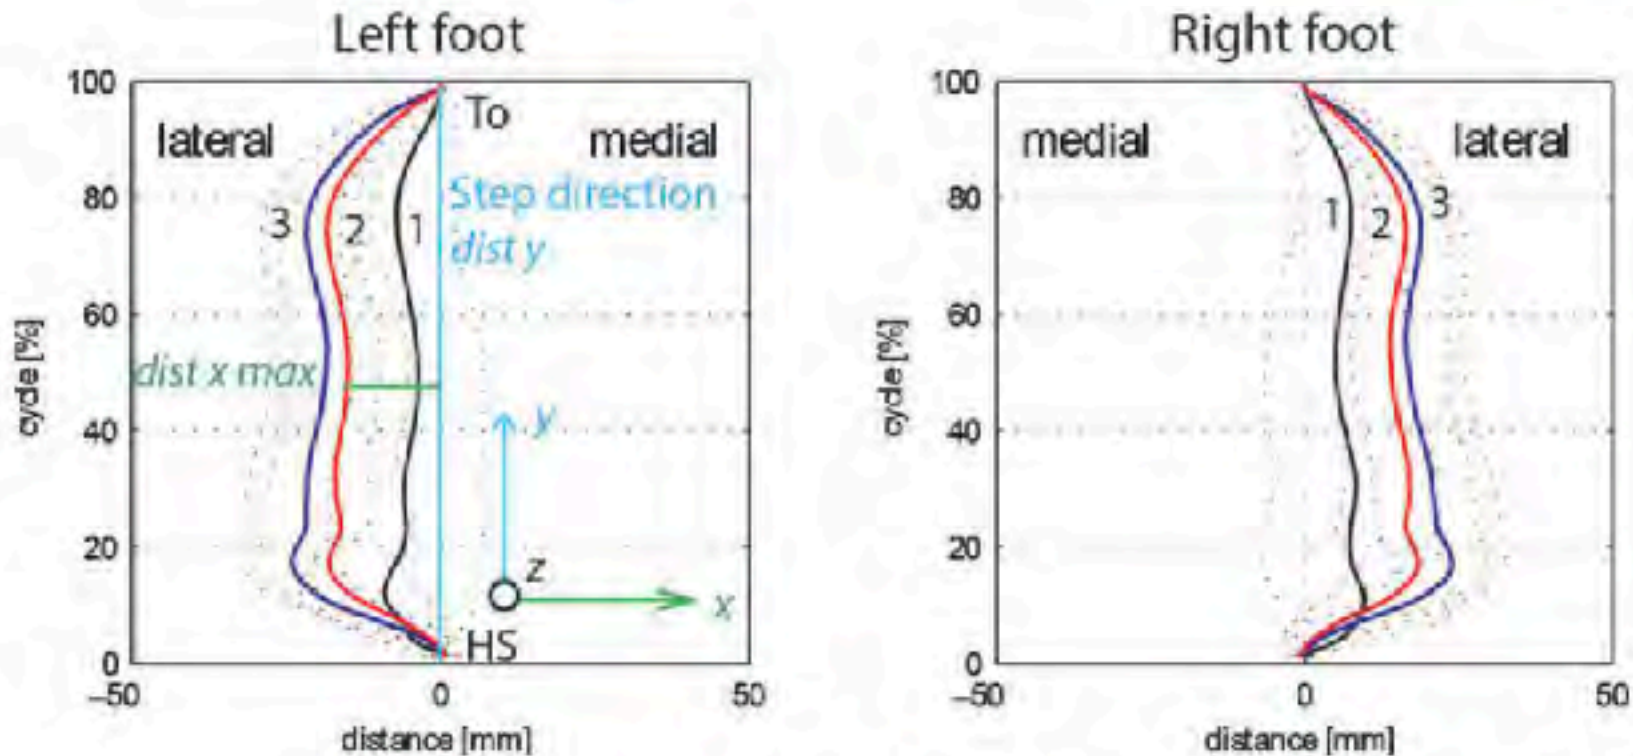 Left foot
100
80
60
40
20
0
cycle [%]
lateral
To
medial
Step direction
dist y
3
2
1
dist x max
y
z
x
HS
-50
0
50
distance [mm]
Right foot
100
80
60
40
20
0
cycle [%]
medial
lateral
1
2
3
-50
0
50
distance [mm]